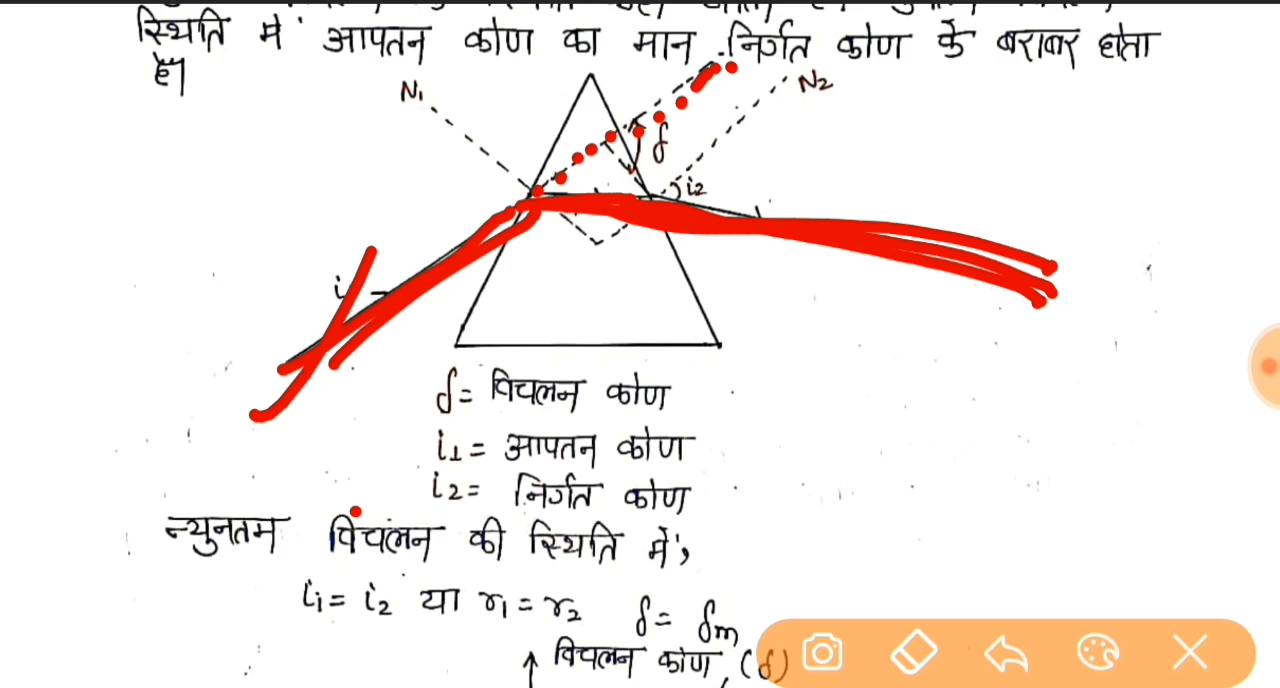 स्थिति में आपतन कोण का मान निर्गत कोण के बराबर होता
है।
N₁
N₂
δ
i₂
i
δ = विचलन कोण
i₁ = आपतन कोण
i₂ = निर्गत कोण
न्युनतम विचलन की स्थिति में,
i₁ = i₂ या r₁ = r₂ δ = δm
↑ विचलन कोण, (δ)